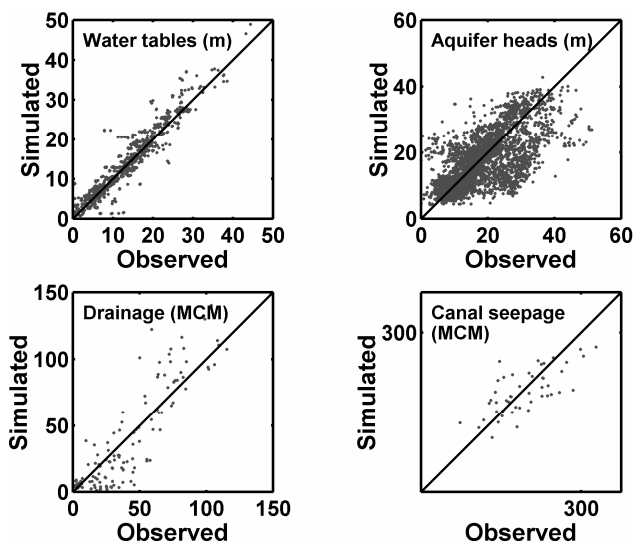 Water tables (m)
50
40
30
20
10
0
Simulated
0 10 20 30 40 50
Observed
Aquifer heads (m)
60
40
20
0
Simulated
0 20 40 60
Observed
Drainage (MCM)
150
100
50
0
Simulated
0 50 100 150
Observed
Canal seepage
(MCM)
300
Simulated
300
Observed